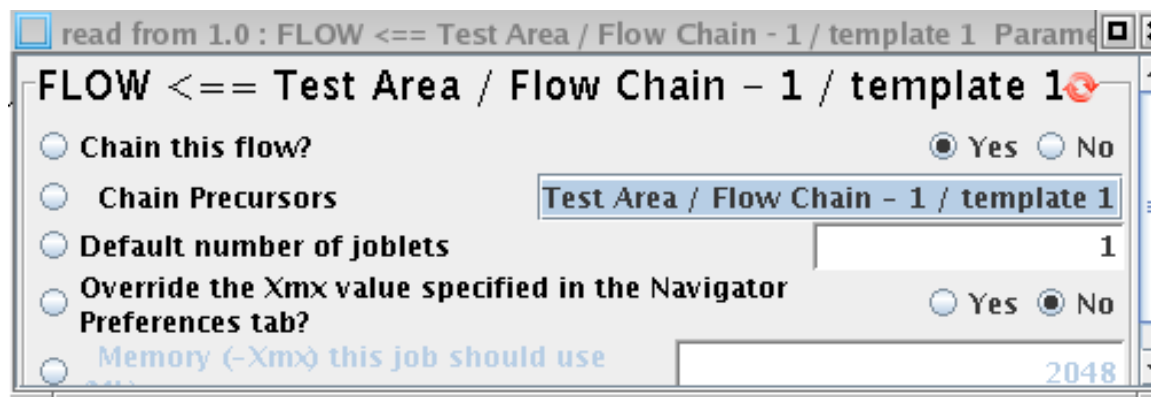 read from 1.0 : FLOW <== Test Area / Flow Chain - 1 / template 1 Parame
FLOW <== Test Area / Flow Chain - 1 / template 1
Chain this flow? Yes No
Chain Precursors Test Area / Flow Chain - 1 / template 1
Default number of joblets 1
Override the Xmx value specified in the Navigator
Preferences tab? Yes No
Memory (-Xmx) this job should use
2048